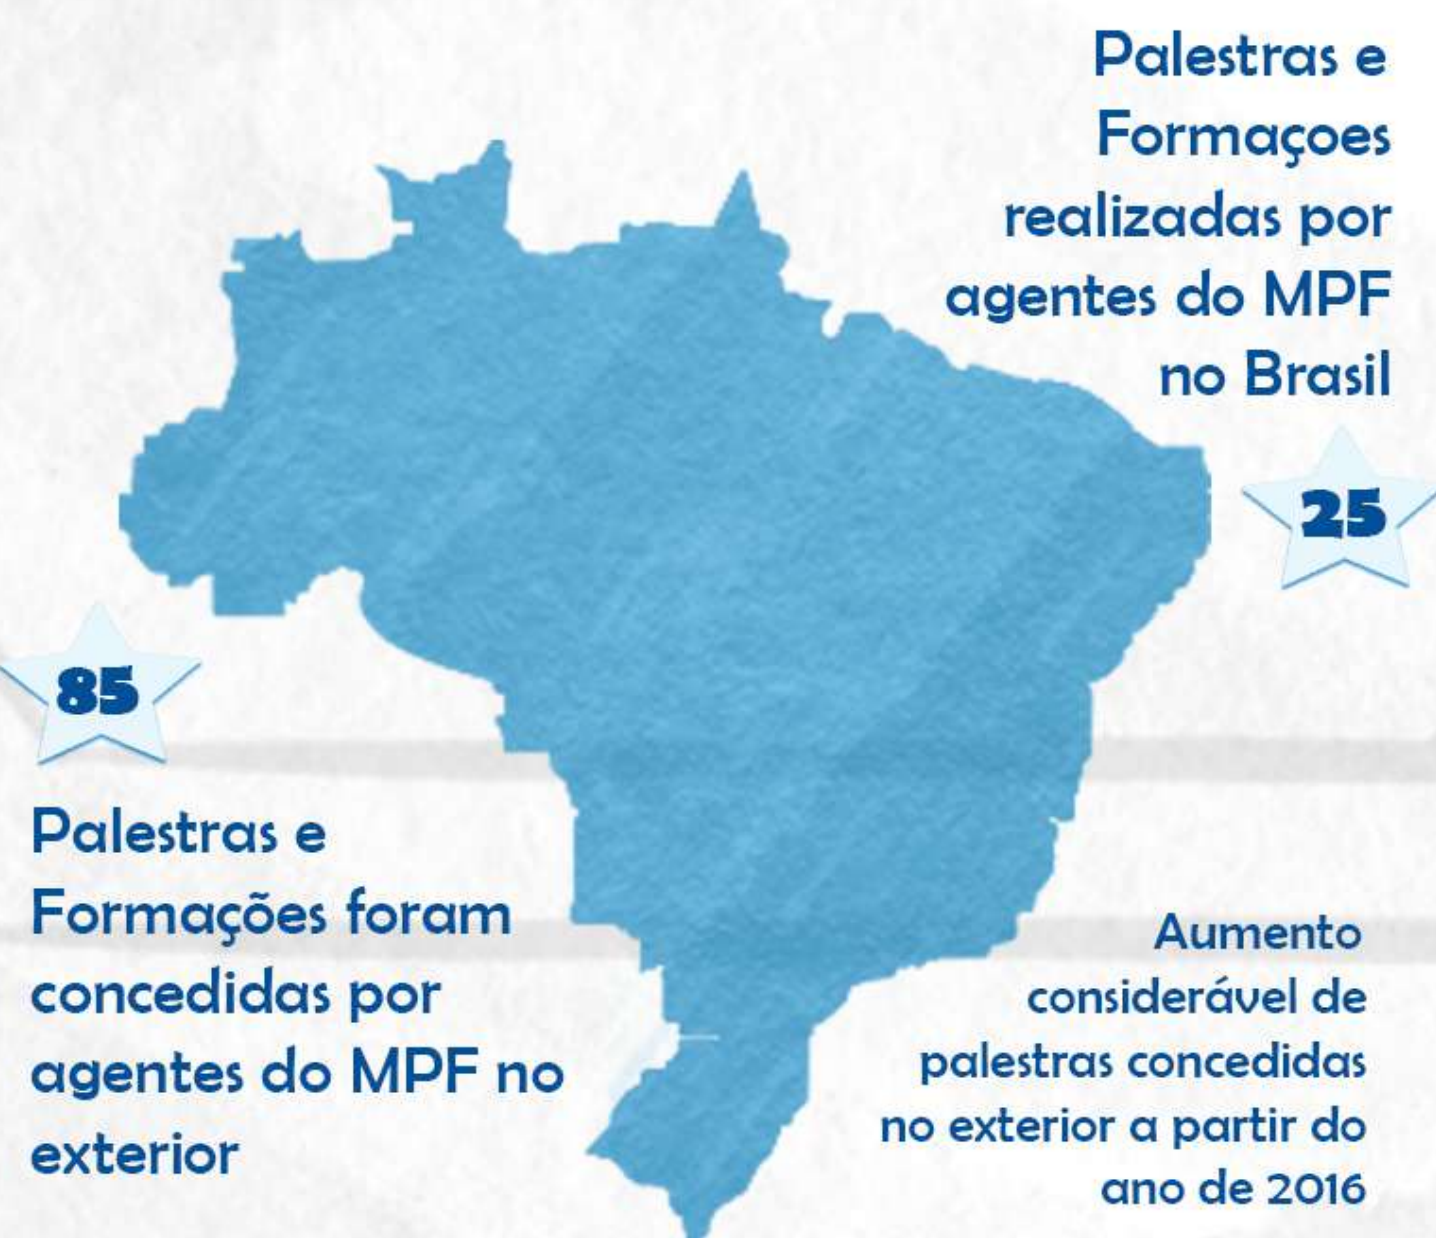 Palestras e
Formaçoes
realizadas por
agentes do MPF
no Brasil
25
85
Palestras e
Formações foram
concedidas por
agentes do MPF no
exterior
Aumento
considerável de
palestras concedidas
no exterior a partir do
ano de 2016